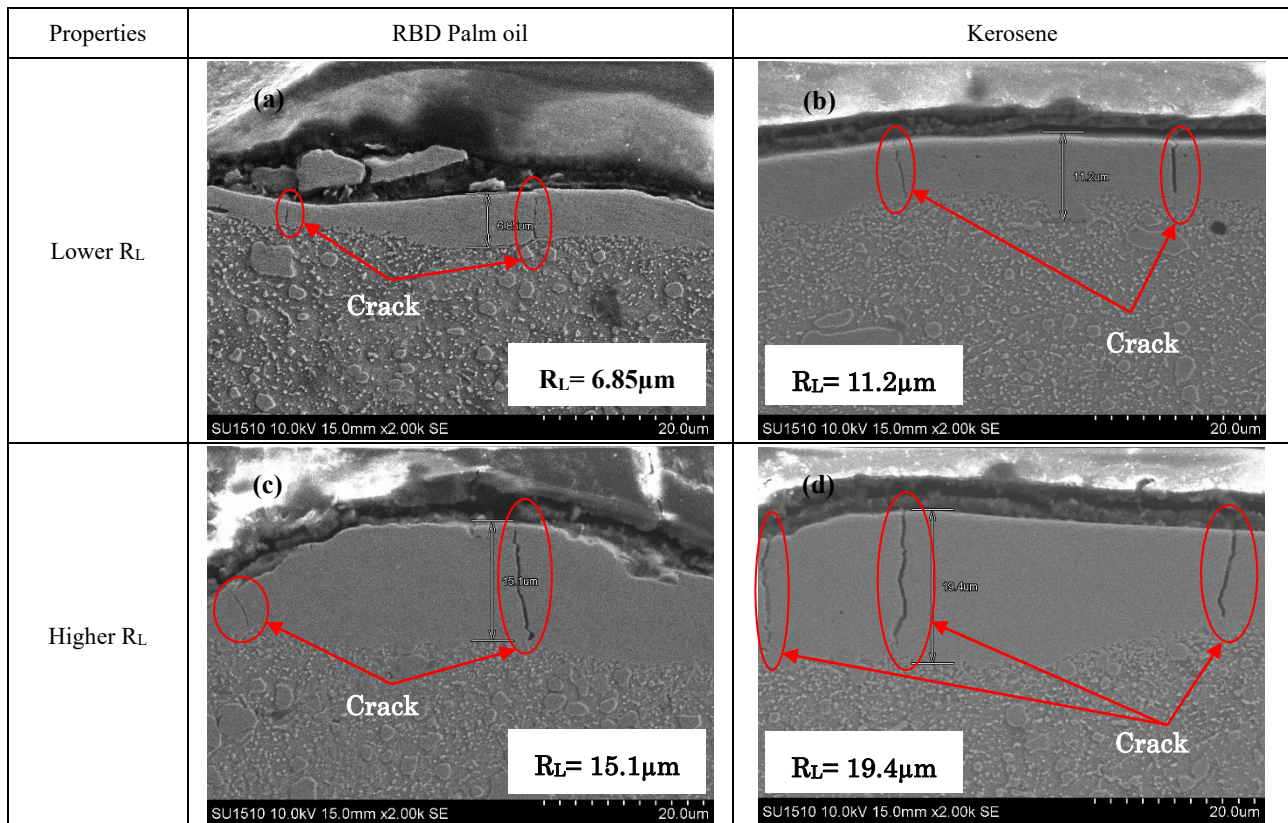 Properties
RBD Palm oil
Kerosene
Lower RL
(a)
6.85um
Crack
RL= 6.85μm
SU1510 10.0kV 15.0mm x2.00k SE
20.0um
(b)
11.2um
Crack
RL= 11.2μm
SU1510 10.0kV 15.0mm x2.00k SE
20.0um
Higher RL
(c)
15.1um
Crack
RL= 15.1μm
SU1510 10.0kV 15.0mm x2.00k SE
20.0um
(d)
19.4um
Crack
RL= 19.4μm
SU1510 10.0kV 15.0mm x2.00k SE
20.0um